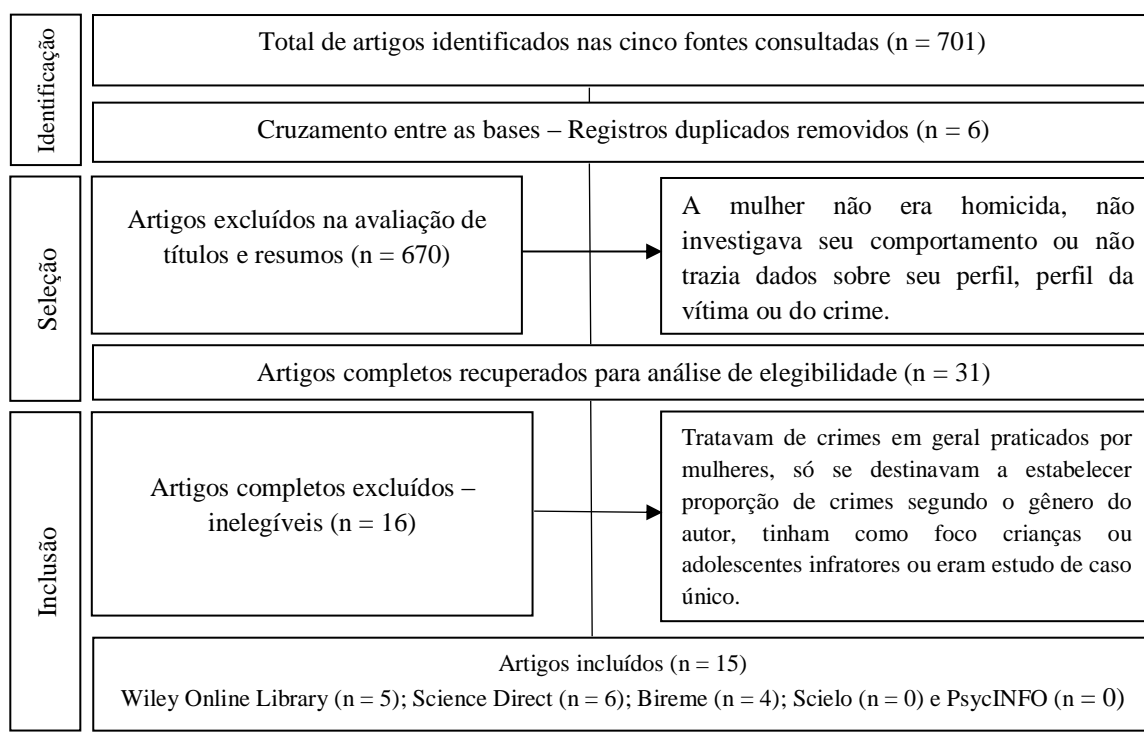 Identificação
Total de artigos identificados nas cinco fontes consultadas (n = 701)
Cruzamento entre as bases – Registros duplicados removidos (n = 6)
Seleção
Artigos excluídos na avaliação de
títulos e resumos (n = 670)
A mulher não era homicida, não
investigava seu comportamento ou não
trazia dados sobre seu perfil, perfil da
vítima ou do crime.
Artigos completos recuperados para análise de elegibilidade (n = 31)
Inclusão
Artigos completos excluídos –
inelegíveis (n = 16)
Tratavam de crimes em geral praticados por
mulheres, só se destinavam a estabelecer
proporção de crimes segundo o gênero do
autor, tinham como foco crianças ou
adolescentes infratores ou eram estudo de caso
único.
Artigos incluídos (n = 15)
Wiley Online Library (n = 5); Science Direct (n = 6); Bireme (n = 4); Scielo (n = 0) e PsycINFO (n = 0)